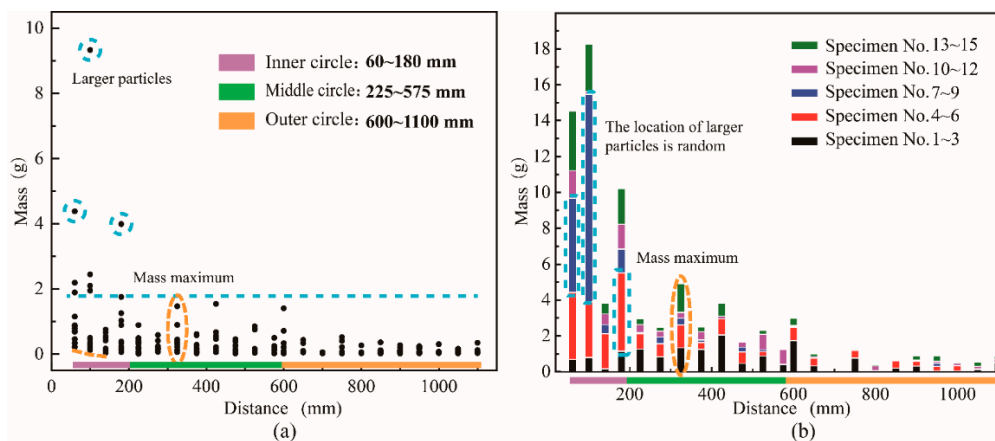 (a)
10
8
6
4
2
0
Mass (g)
Larger particles
Inner circle: 60~180 mm
Middle circle: 225~575 mm
Outer circle: 600~1100 mm
Mass maximum
0 200 400 600 800 1000
Distance (mm)
(a)
(b)
18
16
14
12
10
8
6
4
2
0
Mass (g)
Specimen No. 13~15
Specimen No. 10~12
Specimen No. 7~9
Specimen No. 4~6
Specimen No. 1~3
The location of larger
particles is random
Mass maximum
200 400 600 800 1000
Distance (mm)
(b)